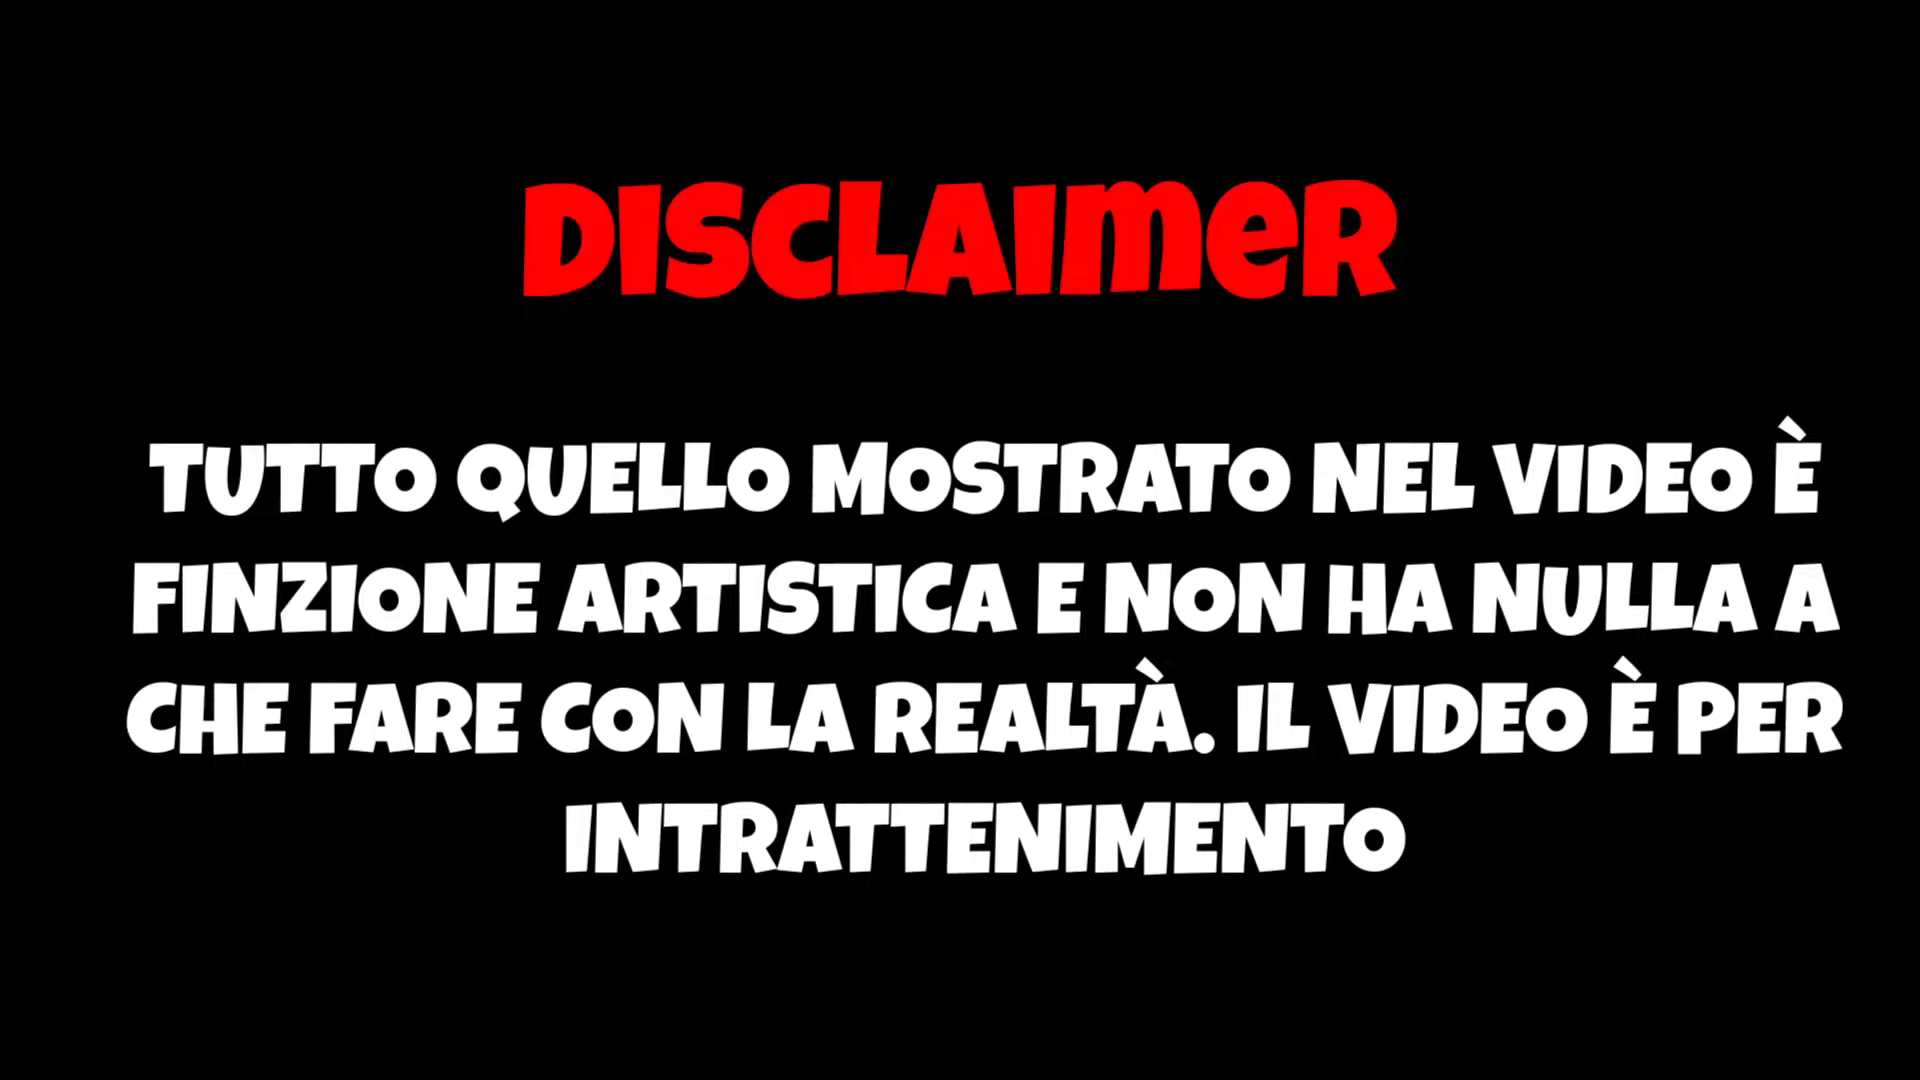 DISCLAIMER
TUTTO QUELLO MOSTRATO NEL VIDEO È
FINZIONE ARTISTICA E NON HA NULLA A
CHE FARE CON LA REALTÀ. IL VIDEO È PER
INTRATTENIMENTO